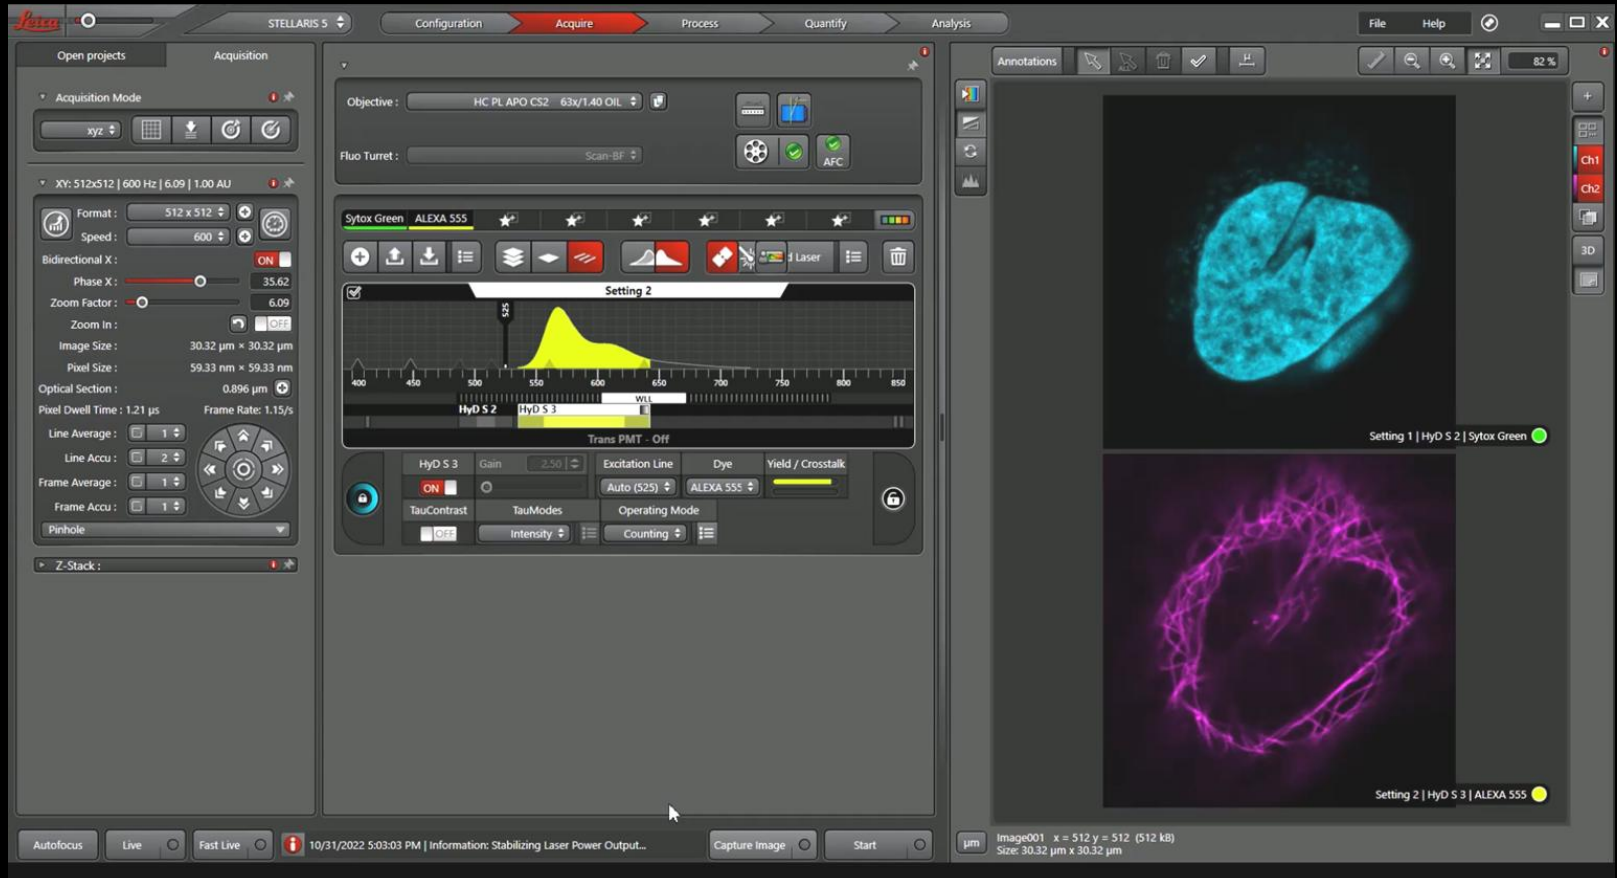 Leica
STELLARIS 5
Configuration
Acquire
Process
Quantify
Analysis
File
Help
Open projects
Acquisition
Acquisition Mode
xyz
XY: 512x512 | 600 Hz | 6.09 | 1.00 AU
Format : 512 x 512
Speed : 600
Bidirectional X : ON
Phase X : 35.62
Zoom Factor : 6.09
Zoom In : OFF
Image Size : 30.32 µm × 30.32 µm
Pixel Size : 59.33 nm × 59.33 nm
Optical Section : 0.896 µm
Pixel Dwell Time : 1.21 µs Frame Rate: 1.15/s
Line Average : 1
Line Accu : 2
Frame Average : 1
Frame Accu : 1
Pinhole
Z-Stack :
Objective : HC PL APO CS2 63x/1.40 OIL
Fluo Turret : Scan-BF
AFC
Sytox Green ALEXA 555
d Laser
Setting 2
525
400 450 500 550 600 650 700 750 800 850
WLL
HyD S 2 HyD S 3
Trans PMT - Off
HyD S 3 Gain 2.50 Excitation Line Dye Yield / Crosstalk
ON Auto (525) ALEXA 555
TauContrast TauModes Operating Mode
OFF Intensity Counting
Annotations
ALL
µ
82 %
Ch1
Ch2
3D
Setting 1 | HyD S 2 | Sytox Green
Setting 2 | HyD S 3 | ALEXA 555
Autofocus
Live
Fast Live
10/31/2022 5:03:03 PM | Information: Stabilizing Laser Power Output...
Capture Image
Start
µm
Image001 x = 512 y = 512 (512 kB)
Size: 30.32 µm x 30.32 µm